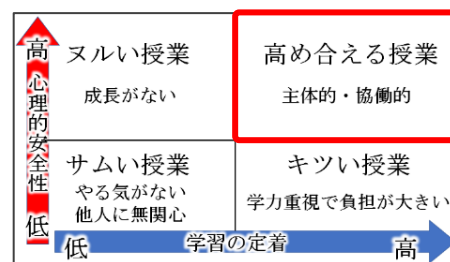 高
心理的安全性
低
ヌルい授業
成長がない
高め合える授業
主体的・協働的
サムい授業
やる気がない
他人に無関心
キツい授業
学力重視で負担が大きい
低
学習の定着
高